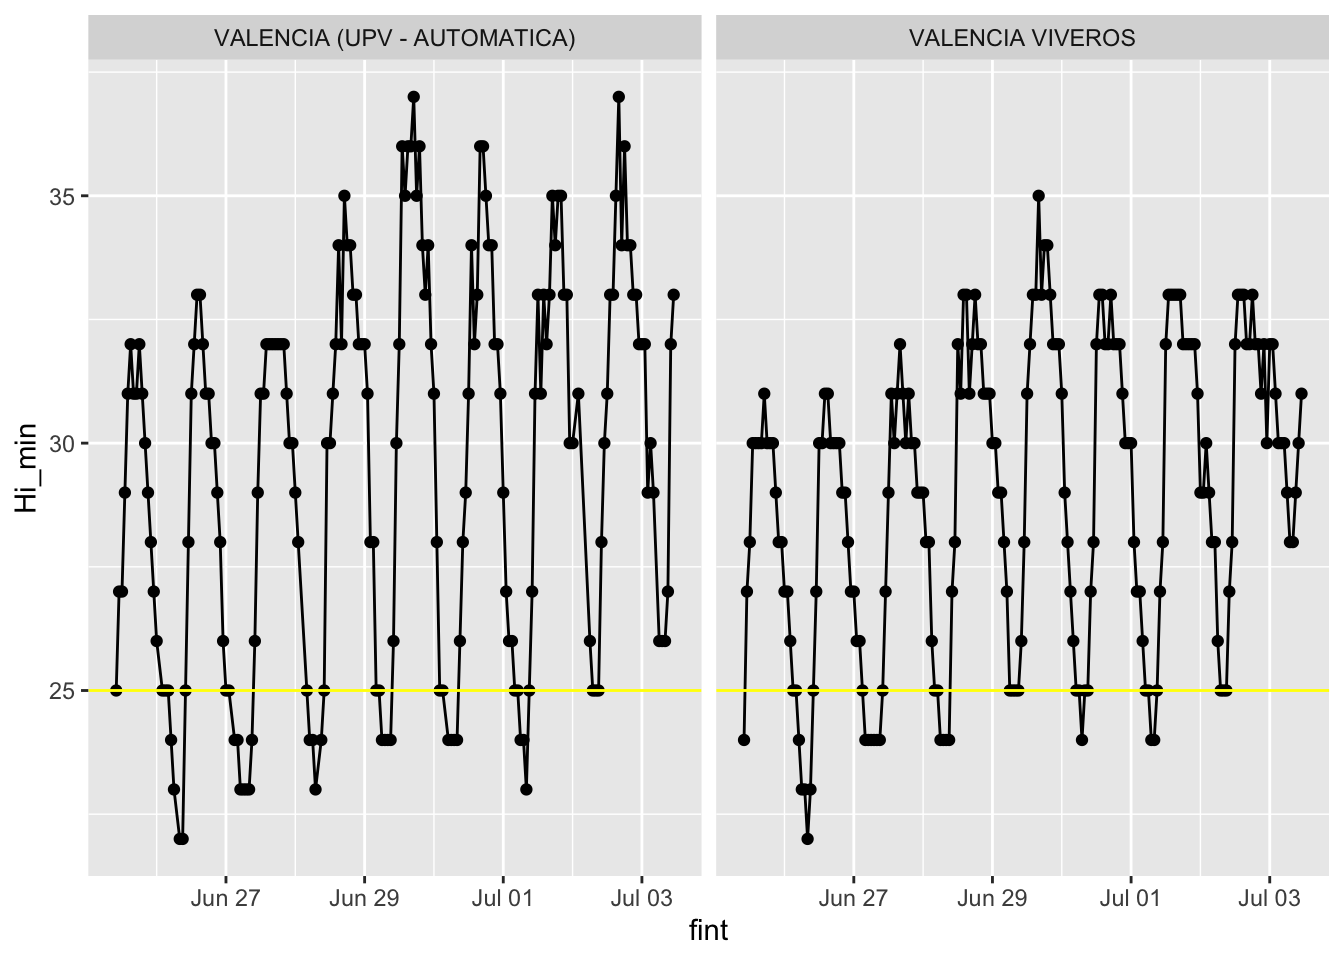 VALENCIA (UPV - AUTOMATICA)
VALENCIA VIVEROS
Hi_min
35
30
25
Jun 27
Jun 29
Jul 01
Jul 03
Jun 27
Jun 29
Jul 01
Jul 03
fint